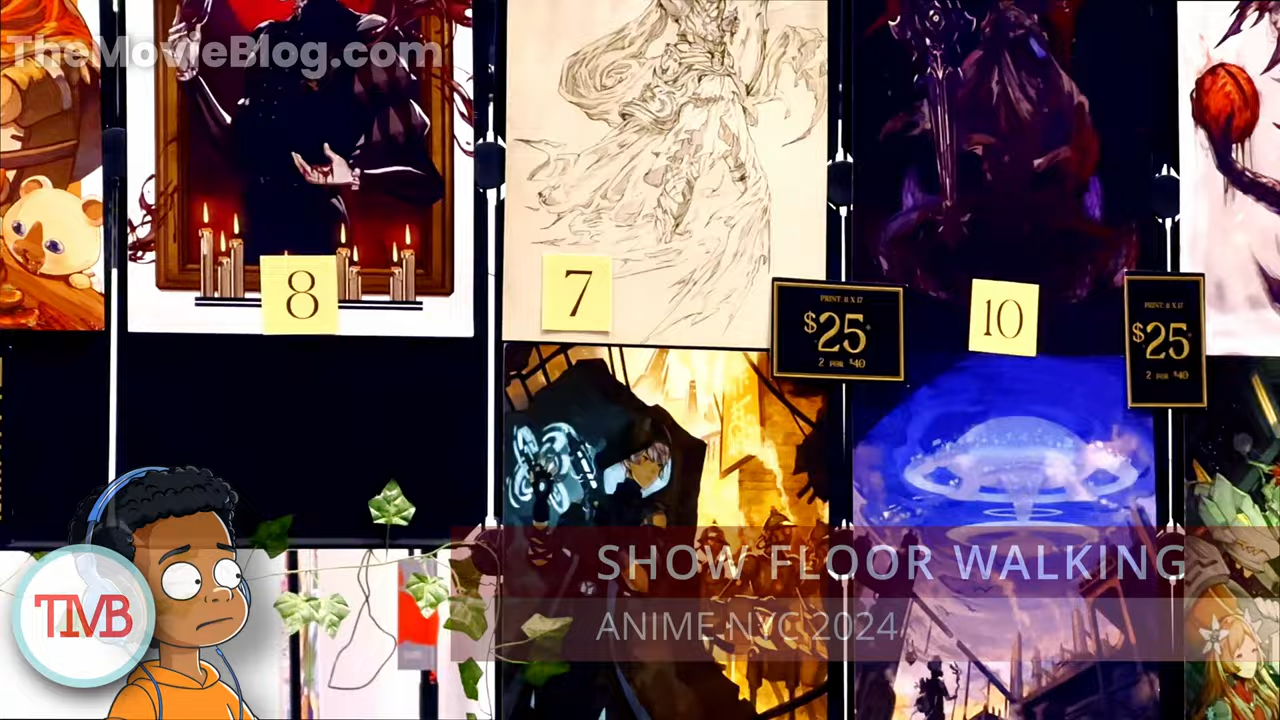 TheMovieBlog.com
8
7
10
PRINT: 11 X 17
$25
2 FOR $40
PRINT: 11 X 17
$25
2 FOR $40
TMB
SHOW FLOOR WALKING
ANIME NYC 2024